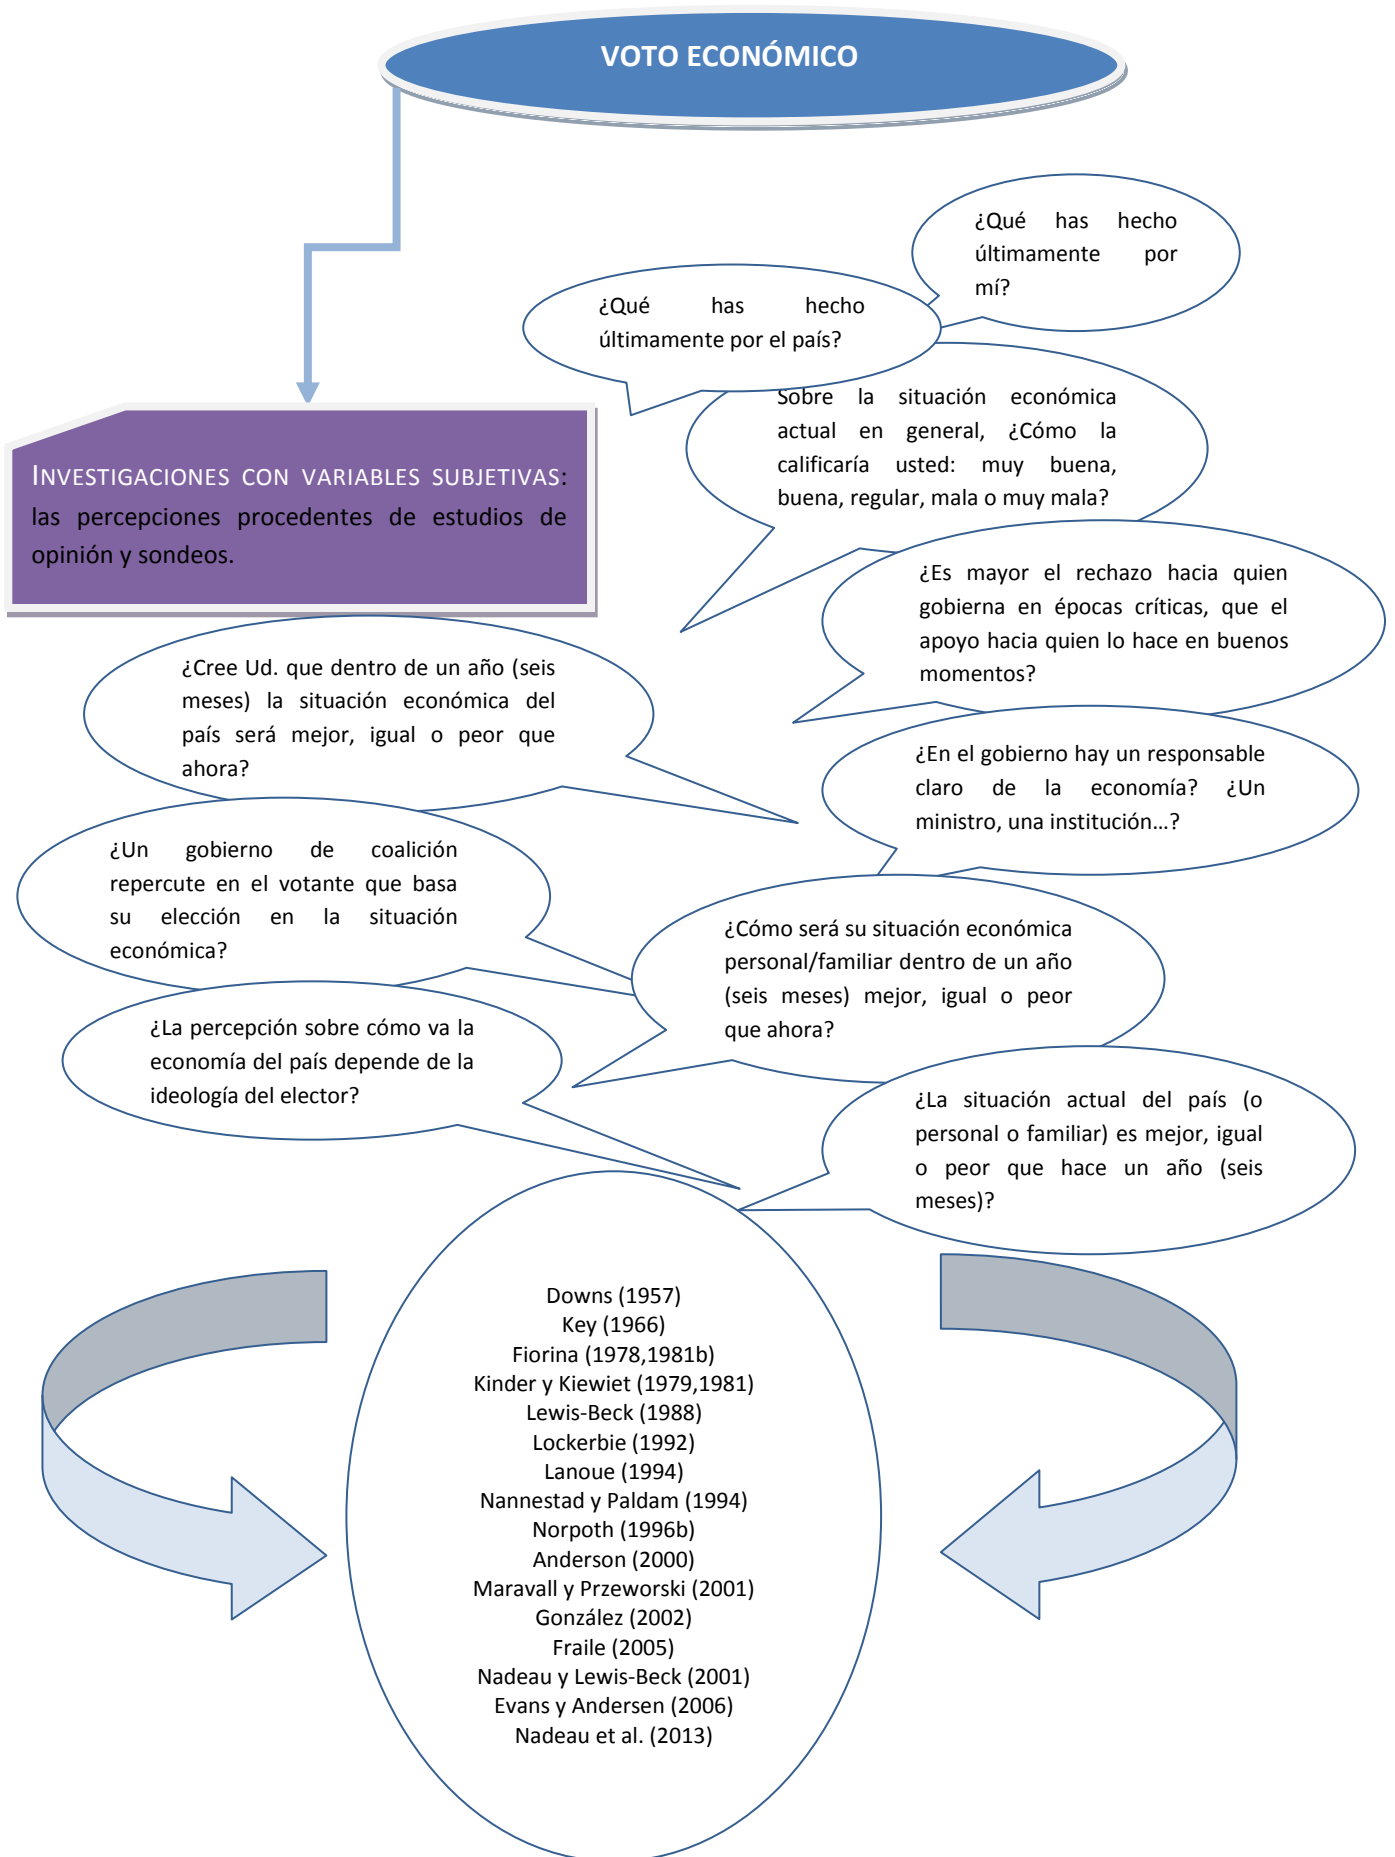 VOTO ECONÓMICO
¿Qué has hecho
últimamente por
mí?
¿Qué has hecho
últimamente por el país?
Sobre la situación económica
actual en general, ¿Cómo la
calificaría usted: muy buena,
buena, regular, mala o muy mala?
INVESTIGACIONES CON VARIABLES SUBJETIVAS:
las percepciones procedentes de estudios de
opinión y sondeos.
¿Es mayor el rechazo hacia quien
gobierna en épocas críticas, que el
apoyo hacia quien lo hace en buenos
momentos?
¿Cree Ud. que dentro de un año (seis
meses) la situación económica del
país será mejor, igual o peor que
ahora?
¿En el gobierno hay un responsable
claro de la economía? ¿Un
ministro, una institución…?
¿Un gobierno de coalición
repercute en el votante que basa
su elección en la situación
económica?
¿Cómo será su situación económica
personal/familiar dentro de un año
(seis meses) mejor, igual o peor
que ahora?
¿La percepción sobre cómo va la
economía del país depende de la
ideología del elector?
¿La situación actual del país (o
personal o familiar) es mejor, igual
o peor que hace un año (seis
meses)?
Downs (1957)
Key (1966)
Fiorina (1978,1981b)
Kinder y Kiewiet (1979,1981)
Lewis-Beck (1988)
Lockerbie (1992)
Lanoue (1994)
Nannestad y Paldam (1994)
Norpoth (1996b)
Anderson (2000)
Maravall y Przeworski (2001)
González (2002)
Fraile (2005)
Nadeau y Lewis-Beck (2001)
Evans y Andersen (2006)
Nadeau et al. (2013)